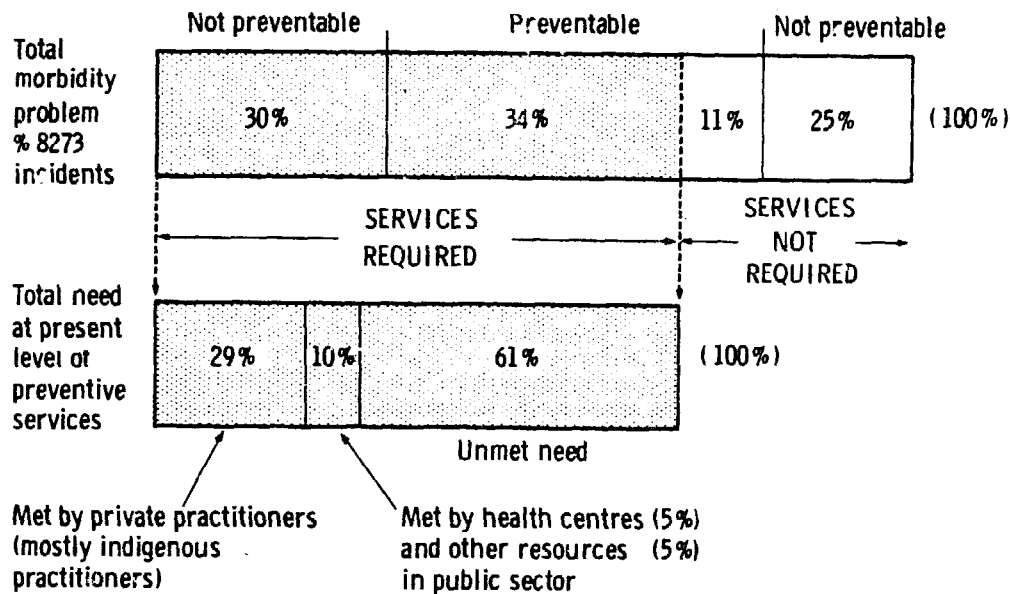 Not preventable
Preventable
Not preventable
Total
morbidity
problem
% 8273
incidents
30%
34%
11%
25%
(100%)
SERVICES
REQUIRED
SERVICES
NOT
REQUIRED
Total need
at present
level of
preventive
services
29%
10%
61%
(100%)
Unmet need
Met by private practitioners
(mostly indigenous
practitioners)
Met by health centres (5%)
and other resources (5%)
in public sector